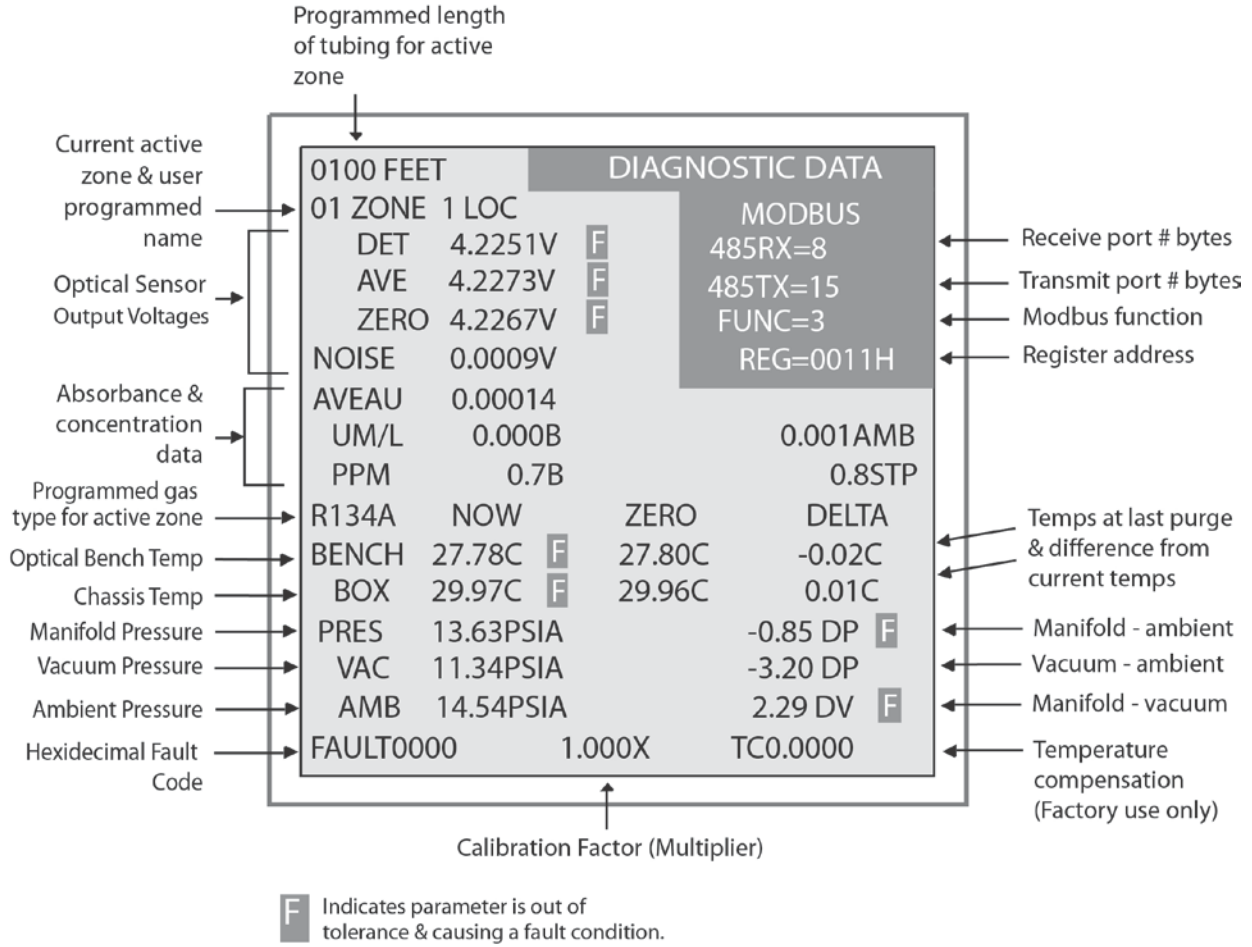 Programmed length
of tubing for active
zone
Current active
zone & user
programmed
name
Optical Sensor
Output Voltages
Absorbance &
concentration
data
Programmed gas
type for active zone
Optical Bench Temp
Chassis Temp
Manifold Pressure
Vacuum Pressure
Ambient Pressure
Hexidecimal Fault
Code
0100 FEET DIAGNOSTIC DATA
01 ZONE 1 LOC MODBUS
DET 4.2251V F 485RX=8
AVE 4.2273V F 485TX=15
ZERO 4.2267V F FUNC=3
NOISE 0.0009V REG=0011H
AVEAU 0.00014
UM/L 0.000B 0.001AMB
PPM 0.7B 0.8STP
R134A NOW ZERO DELTA
BENCH 27.78C F 27.80C -0.02C
BOX 29.97C F 29.96C 0.01C
PRES 13.63PSIA -0.85 DP F
VAC 11.34PSIA -3.20 DP
AMB 14.54PSIA 2.29 DV F
FAULT0000 1.000X TC0.0000
Receive port # bytes
Transmit port # bytes
Modbus function
Register address
Temps at last purge
& difference from
current temps
Manifold - ambient
Vacuum - ambient
Manifold - vacuum
Temperature
compensation
(Factory use only)
Calibration Factor (Multiplier)
F Indicates parameter is out of
tolerance & causing a fault condition.